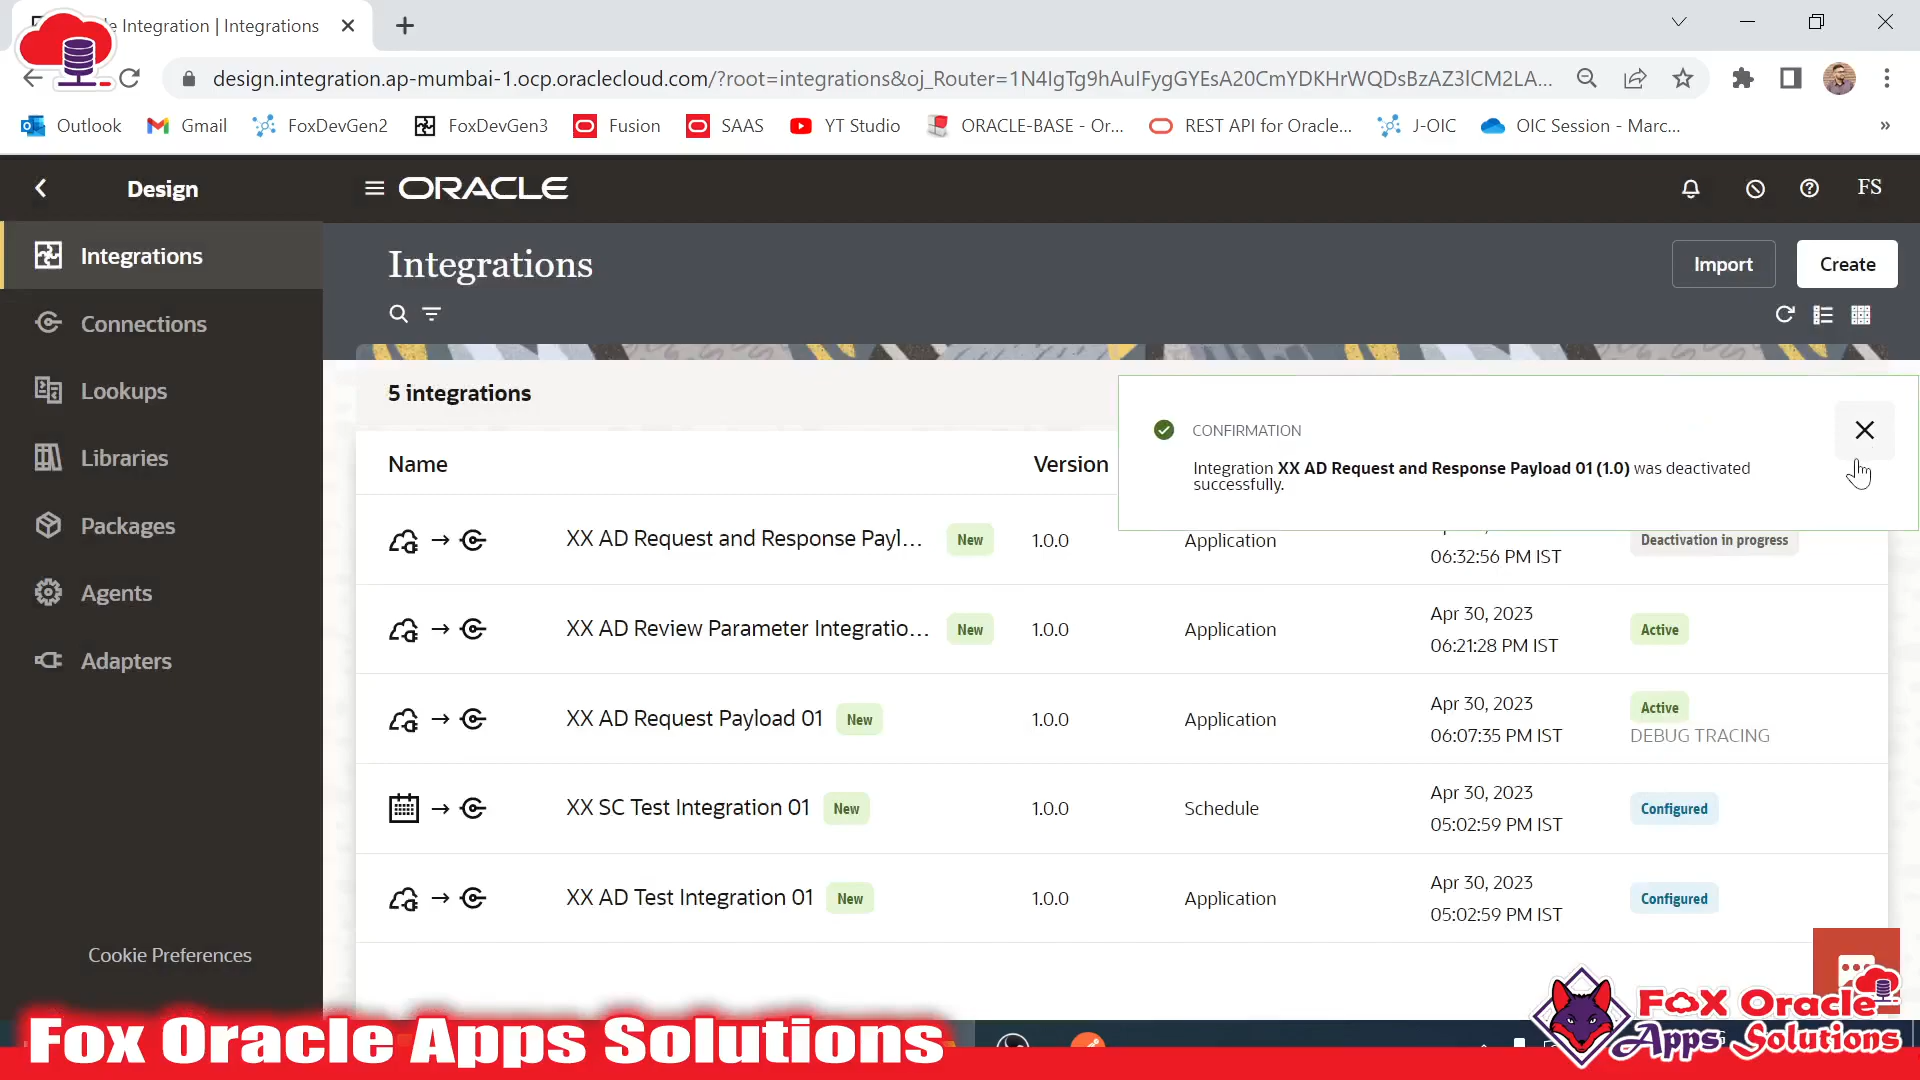 Integration | Integrations
design.integration.ap-mumbai-1.ocp.oraclecloud.com/?root=integrations&oj_Router=1N4IgTg9hAuIFygGYEsA20CmYDKHrWQDsBzAZ3lCM2LA...
Outlook Gmail FoxDevGen2 FoxDevGen3 Fusion SAAS YT Studio ORACLE-BASE - Or... REST API for Oracle... J-OIC OIC Session - Marc... »
Design
ORACLE
FS
Integrations
Connections
Lookups
Libraries
Packages
Agents
Adapters
Cookie Preferences
Integrations
Import
Create
5 integrations
CONFIRMATION
Integration XX AD Request and Response Payload 01 (1.0) was deactivated
successfully.
Name Version
XX AD Request and Response Payl... New 1.0.0 Application 06:32:56 PM IST Deactivation in progress
XX AD Review Parameter Integratio... New 1.0.0 Application Apr 30, 2023 06:21:28 PM IST Active
XX AD Request Payload 01 New 1.0.0 Application Apr 30, 2023 06:07:35 PM IST Active DEBUG TRACING
XX SC Test Integration 01 New 1.0.0 Schedule Apr 30, 2023 05:02:59 PM IST Configured
XX AD Test Integration 01 New 1.0.0 Application Apr 30, 2023 05:02:59 PM IST Configured
Fox Oracle Apps Solutions
Fox Oracle
Apps Solutions